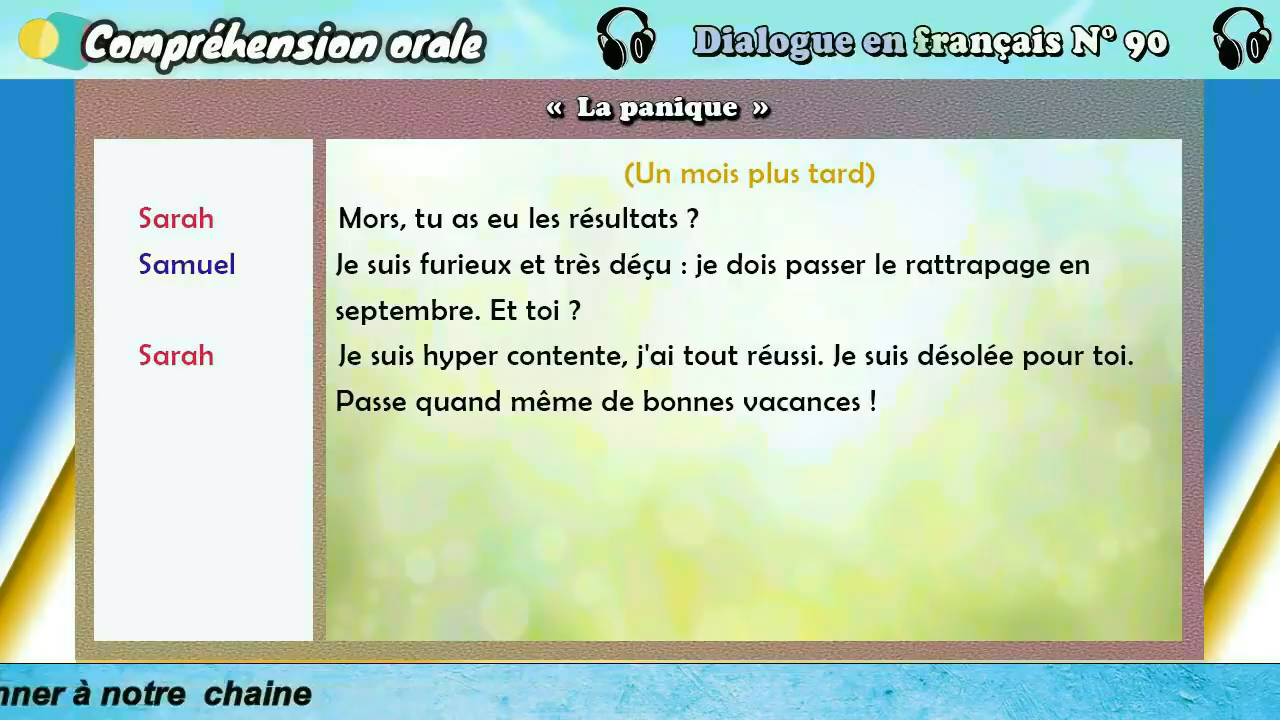 Compréhension orale
Dialogue en français N° 90
« La panique »
(Un mois plus tard)
Sarah Mors, tu as eu les résultats ?
Samuel Je suis furieux et très déçu : je dois passer le rattrapage en
septembre. Et toi ?
Sarah Je suis hyper contente, j'ai tout réussi. Je suis désolée pour toi.
Passe quand même de bonnes vacances !
à notre chaine